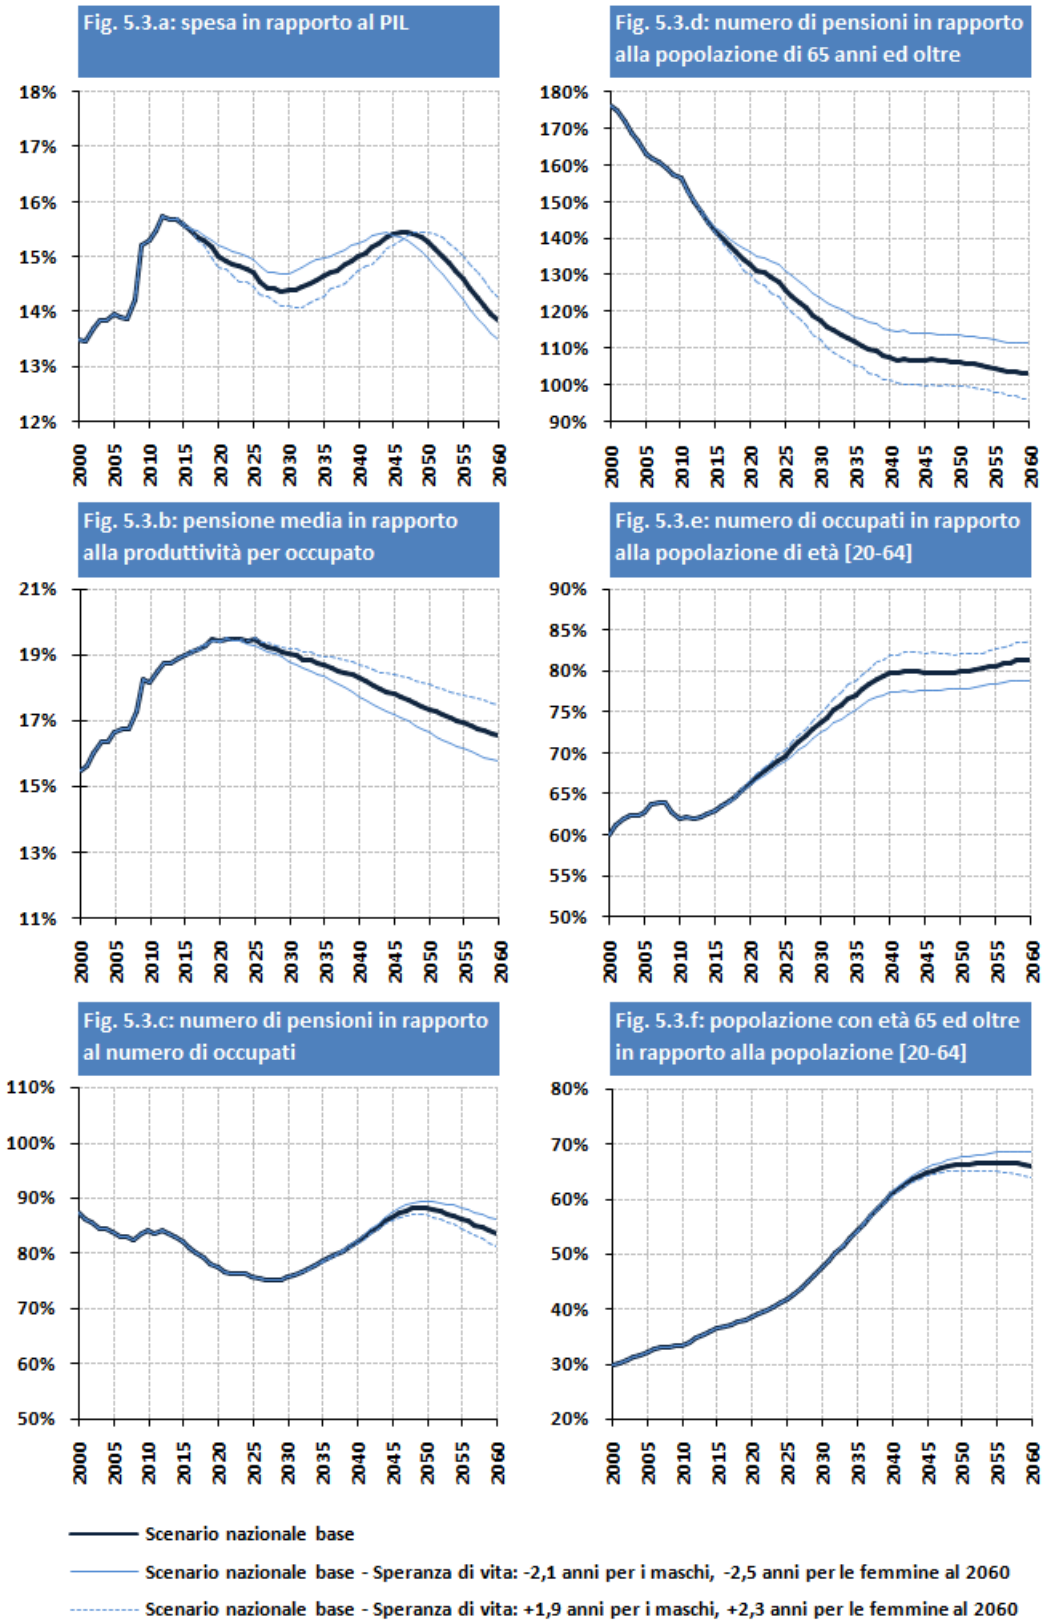 Fig. 5.3.a: spesa in rapporto al PIL
18%
17%
16%
15%
14%
13%
12%
2000 2005 2010 2015 2020 2025 2030 2035 2040 2045 2050 2055 2060
Fig. 5.3.d: numero di pensioni in rapporto
alla popolazione di 65 anni ed oltre
180%
170%
160%
150%
140%
130%
120%
110%
100%
90%
2000 2005 2010 2015 2020 2025 2030 2035 2040 2045 2050 2055 2060
Fig. 5.3.b: pensione media in rapporto
alla produttività per occupato
21%
19%
17%
15%
13%
11%
2000 2005 2010 2015 2020 2025 2030 2035 2040 2045 2050 2055 2060
Fig. 5.3.e: numero di occupati in rapporto
alla popolazione di età [20-64]
90%
85%
80%
75%
70%
65%
60%
55%
50%
2000 2005 2010 2015 2020 2025 2030 2035 2040 2045 2050 2055 2060
Fig. 5.3.c: numero di pensioni in rapporto
al numero di occupati
110%
100%
90%
80%
70%
60%
50%
2000 2005 2010 2015 2020 2025 2030 2035 2040 2045 2050 2055 2060
Fig. 5.3.f: popolazione con età 65 ed oltre
in rapporto alla popolazione [20-64]
80%
70%
60%
50%
40%
30%
20%
2000 2005 2010 2015 2020 2025 2030 2035 2040 2045 2050 2055 2060
Scenario nazionale base
Scenario nazionale base - Speranza di vita: -2,1 anni per i maschi, -2,5 anni per le femmine al 2060
Scenario nazionale base - Speranza di vita: +1,9 anni per i maschi, +2,3 anni per le femmine al 2060